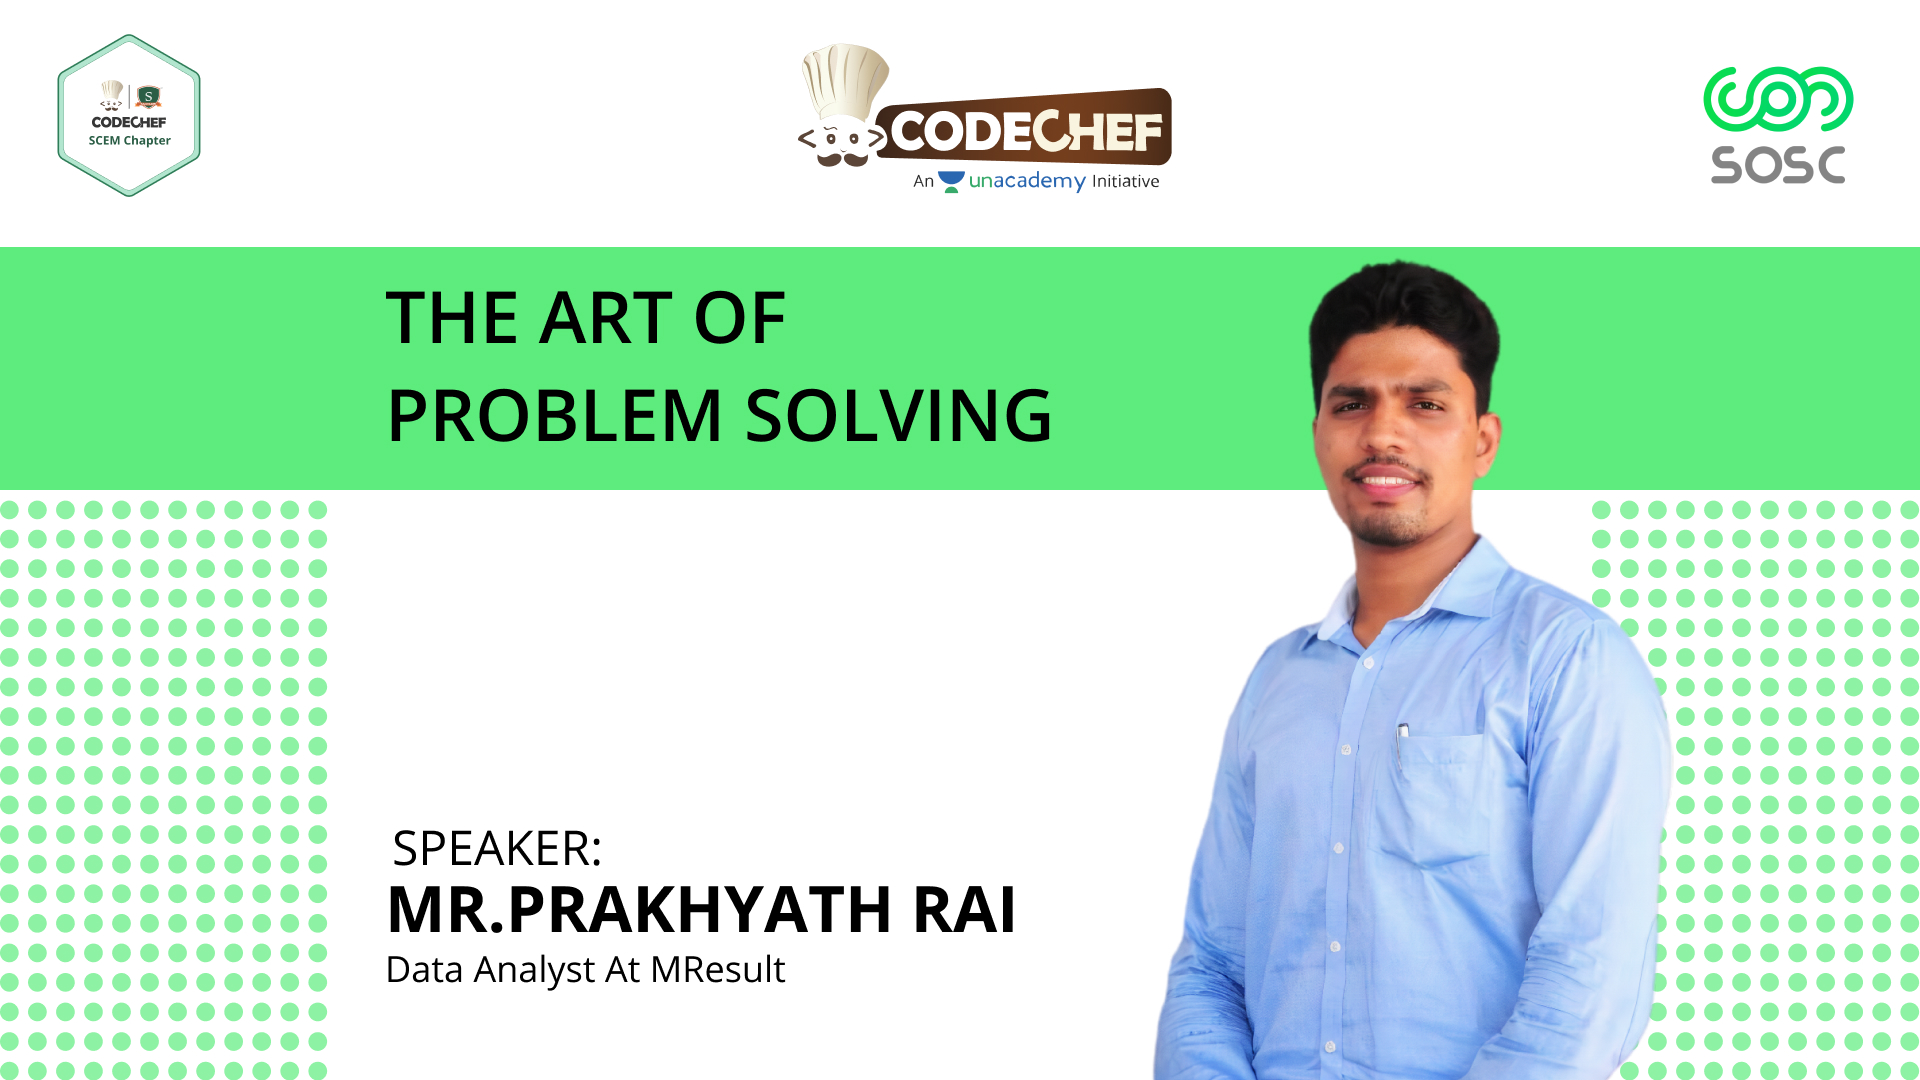 S
CODECHEF
SCEM Chapter
CODECHEF
An unacademy Initiative
SOSC
THE ART OF
PROBLEM SOLVING
SPEAKER:
MR.PRAKHYATH RAI
Data Analyst At MResult